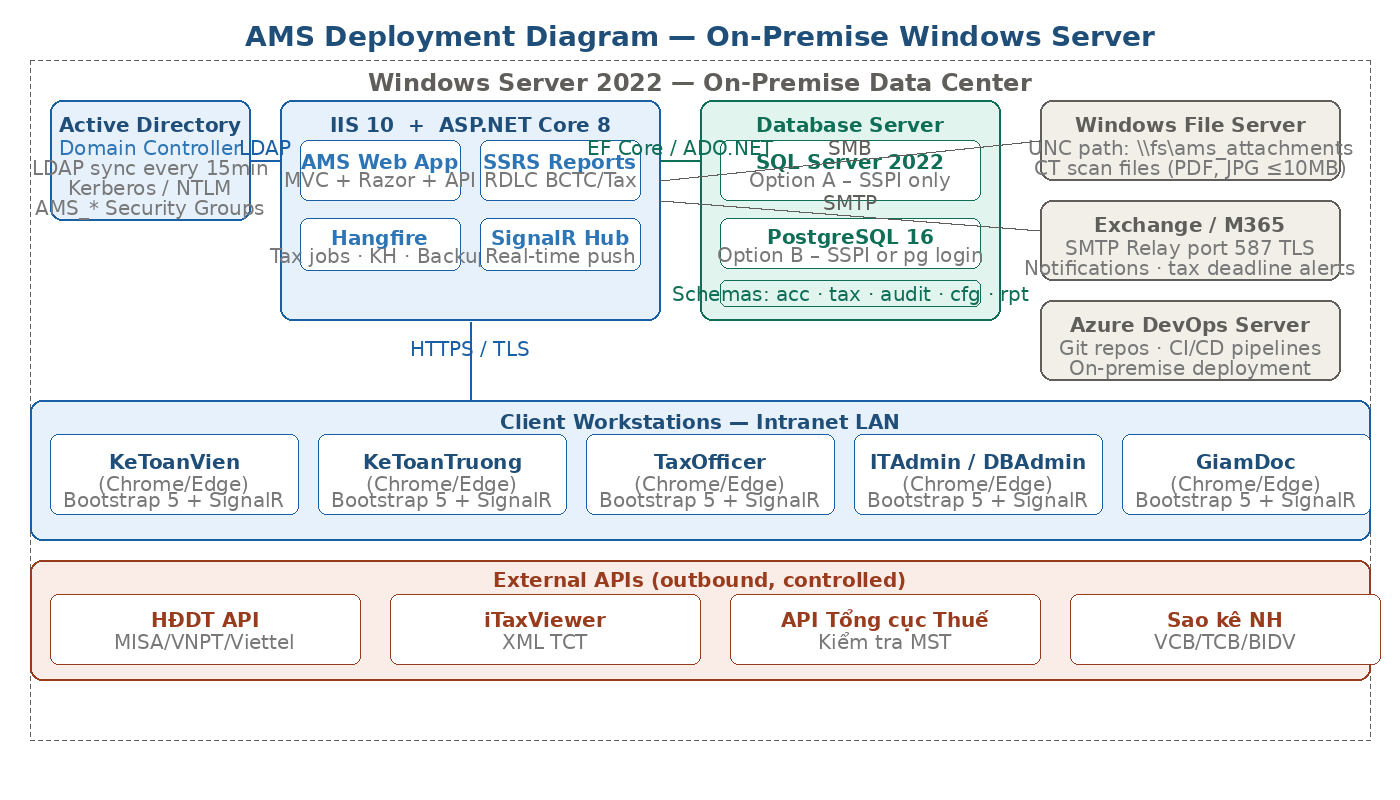 AMS Deployment Diagram — On-Premise Windows Server
Windows Server 2022 — On-Premise Data Center
Active Directory
Domain Controller
LDAP sync every 15min
Kerberos / NTLM
AMS_* Security Groups
LDAP
IIS 10 + ASP.NET Core 8
AMS Web App
MVC + Razor + API
SSRS Reports
RDLC BCTC/Tax
Hangfire
Tax jobs · KH · Backup
SignalR Hub
Real-time push
EF Core / ADO.NET
Database Server
SMB
SQL Server 2022
Option A – SSPI only
SMTP
PostgreSQL 16
Option B – SSPI or pg login
Schemas: acc · tax · audit · cfg · rpt
Windows File Server
UNC path: \\fs\ams_attachments
CT scan files (PDF, JPG ≤10MB)
Exchange / M365
SMTP Relay port 587 TLS
Notifications · tax deadline alerts
Azure DevOps Server
Git repos · CI/CD pipelines
On-premise deployment
HTTPS / TLS
Client Workstations — Intranet LAN
KeToanVien
(Chrome/Edge)
Bootstrap 5 + SignalR
KeToanTruong
(Chrome/Edge)
Bootstrap 5 + SignalR
TaxOfficer
(Chrome/Edge)
Bootstrap 5 + SignalR
ITAdmin / DBAdmin
(Chrome/Edge)
Bootstrap 5 + SignalR
GiamDoc
(Chrome/Edge)
Bootstrap 5 + SignalR
External APIs (outbound, controlled)
HĐDT API
MISA/VNPT/Viettel
iTaxViewer
XML TCT
API Tổng cục Thuế
Kiểm tra MST
Sao kê NH
VCB/TCB/BIDV